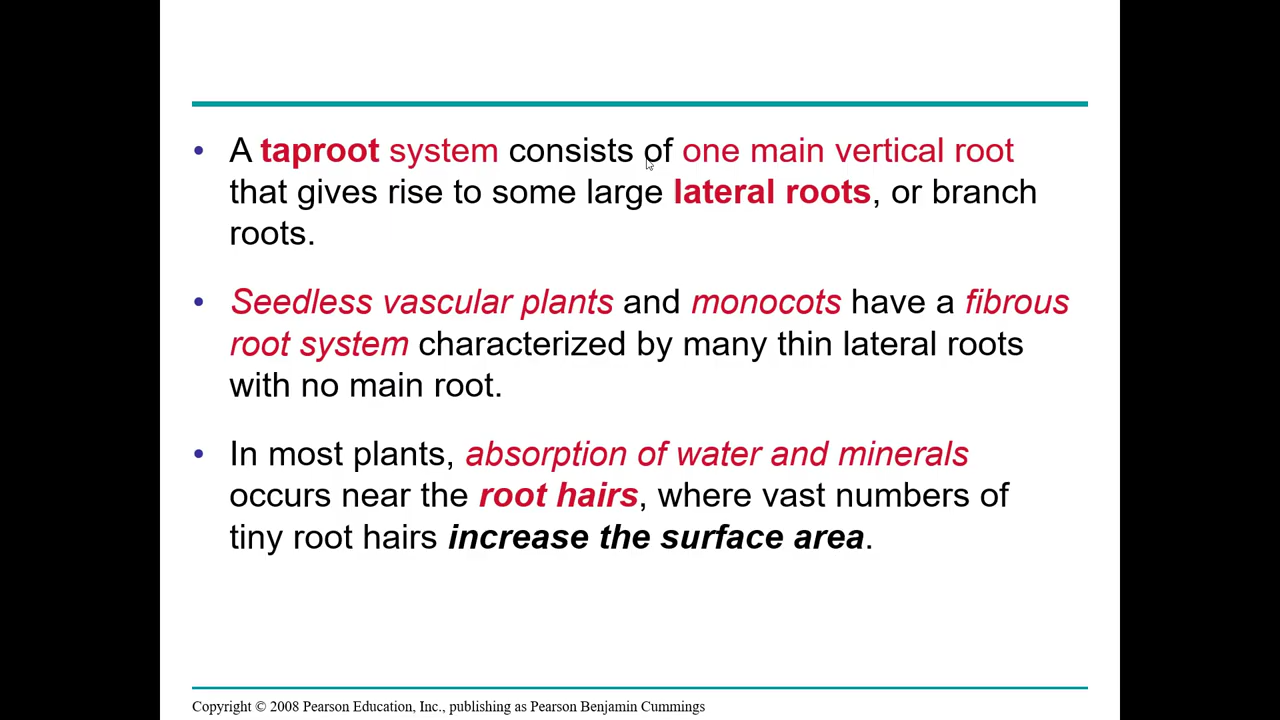 • A taproot system consists of one main vertical root
that gives rise to some large lateral roots, or branch
roots.
• Seedless vascular plants and monocots have a fibrous
root system characterized by many thin lateral roots
with no main root.
• In most plants, absorption of water and minerals
occurs near the root hairs, where vast numbers of
tiny root hairs increase the surface area.
Copyright © 2008 Pearson Education, Inc., publishing as Pearson Benjamin Cummings